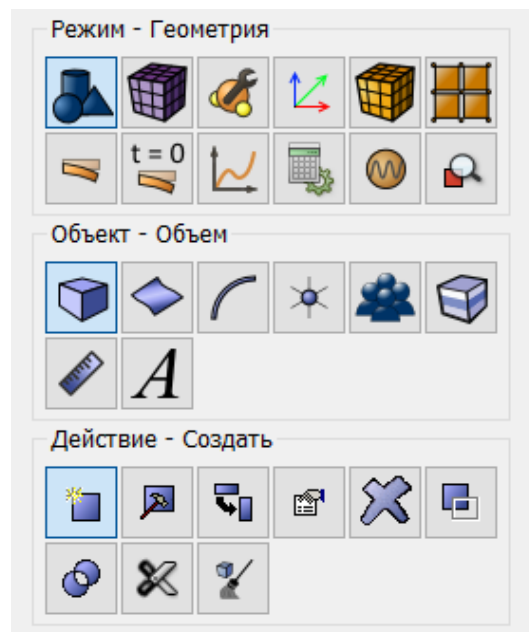 Режим - Геометрия
t = 0
Объект - Объем
A
Действие - Создать